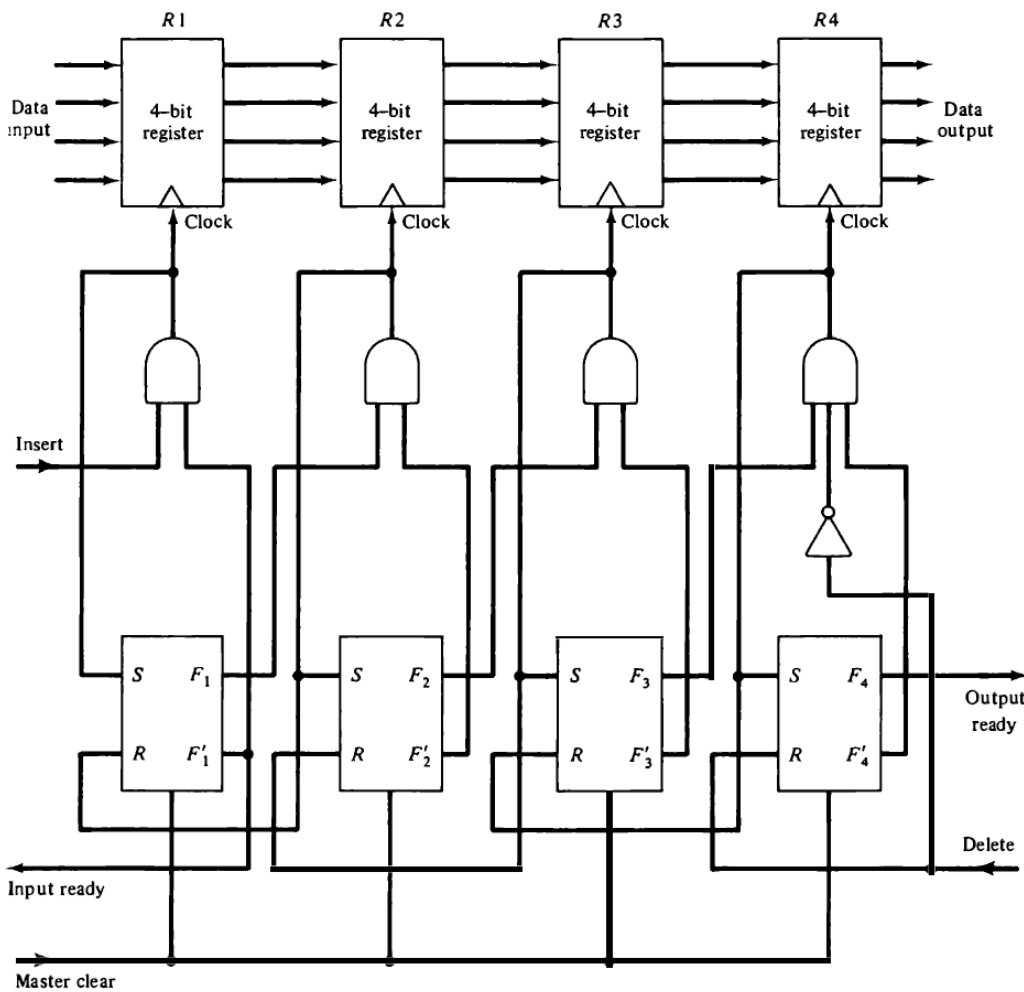 R1
R2
R3
R4
Data
input
4-bit
register
4-bit
register
4-bit
register
4-bit
register
Data
output
Clock
Clock
Clock
Clock
Insert
S
F₁
R
F′₁
S
F₂
R
F′₂
S
F₃
R
F′₃
S
F₄
R
F′₄
Output
ready
Delete
Input ready
Master clear